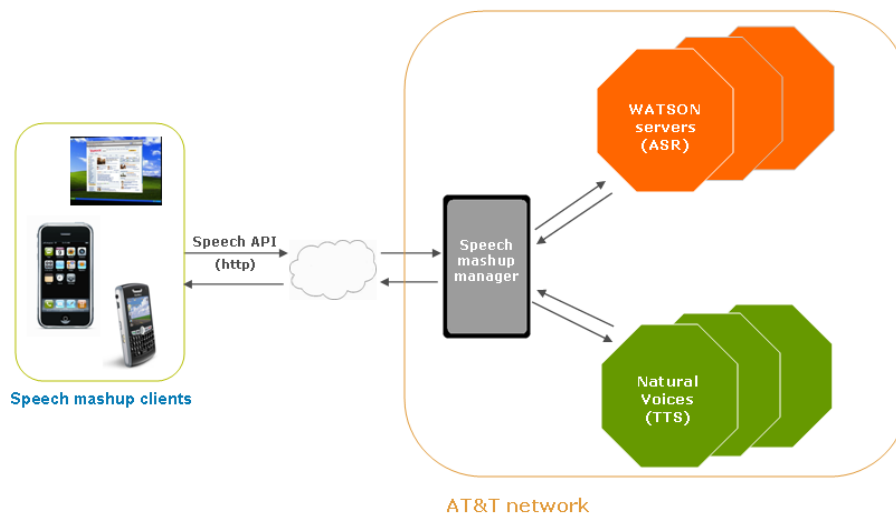 WATSON
servers
(ASR)
Speech API
(http)
Speech
mashup
manager
Natural
Voices
(TTS)
Speech mashup clients
AT&T network